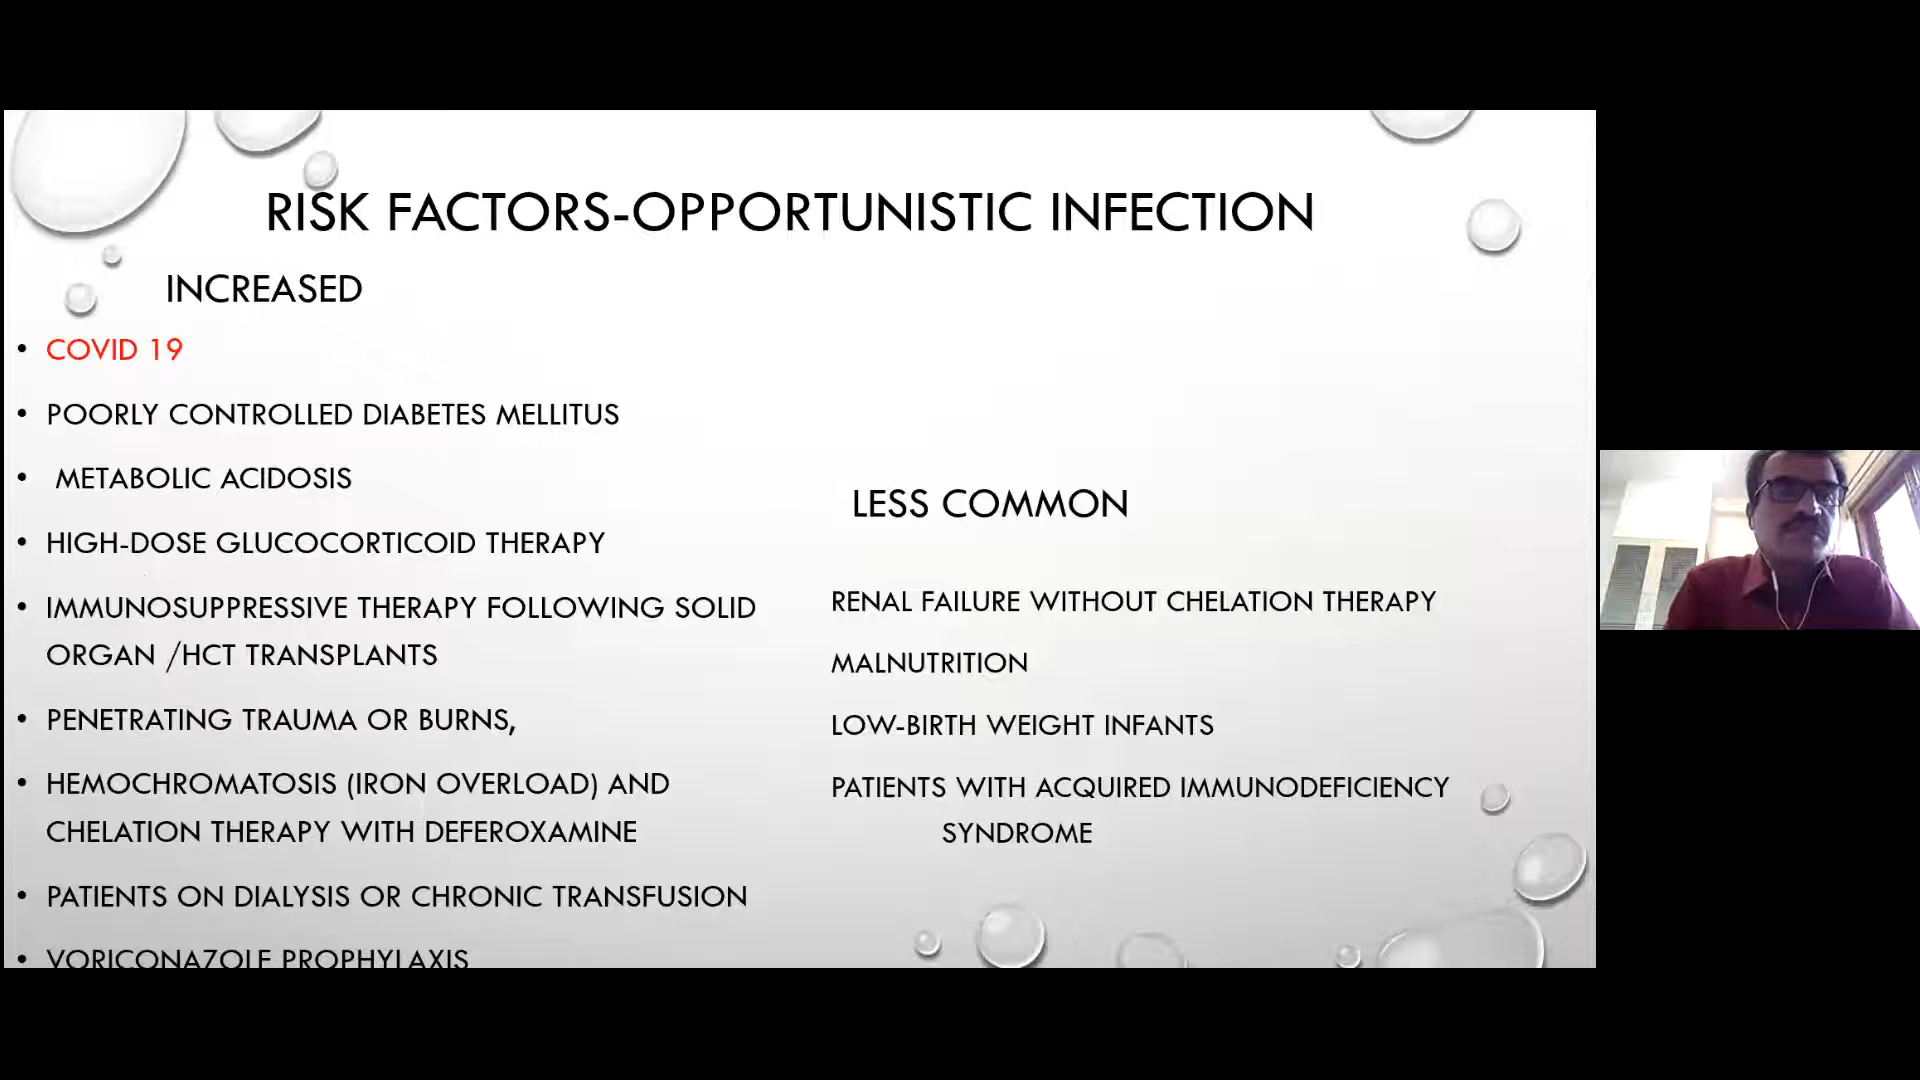 RISK FACTORS-OPPORTUNISTIC INFECTION
INCREASED
• COVID 19
• POORLY CONTROLLED DIABETES MELLITUS
• METABOLIC ACIDOSIS
• HIGH-DOSE GLUCOCORTICOID THERAPY
• IMMUNOSUPPRESSIVE THERAPY FOLLOWING SOLID
ORGAN /HCT TRANSPLANTS
• PENETRATING TRAUMA OR BURNS,
• HEMOCHROMATOSIS (IRON OVERLOAD) AND
CHELATION THERAPY WITH DEFEROXAMINE
• PATIENTS ON DIALYSIS OR CHRONIC TRANSFUSION
• VORICONAZOLE PROPHYLAXIS
LESS COMMON
RENAL FAILURE WITHOUT CHELATION THERAPY
MALNUTRITION
LOW-BIRTH WEIGHT INFANTS
PATIENTS WITH ACQUIRED IMMUNODEFICIENCY
SYNDROME